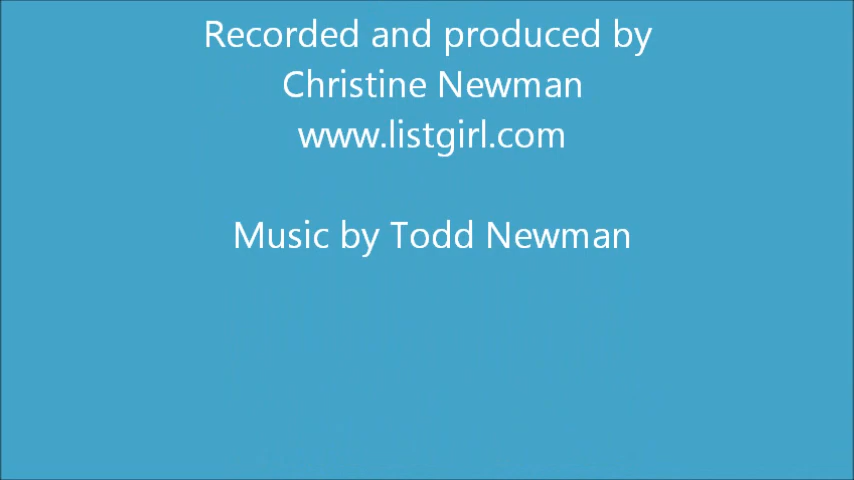 Recorded and produced by
Christine Newman
www.listgirl.com
Music by Todd Newman